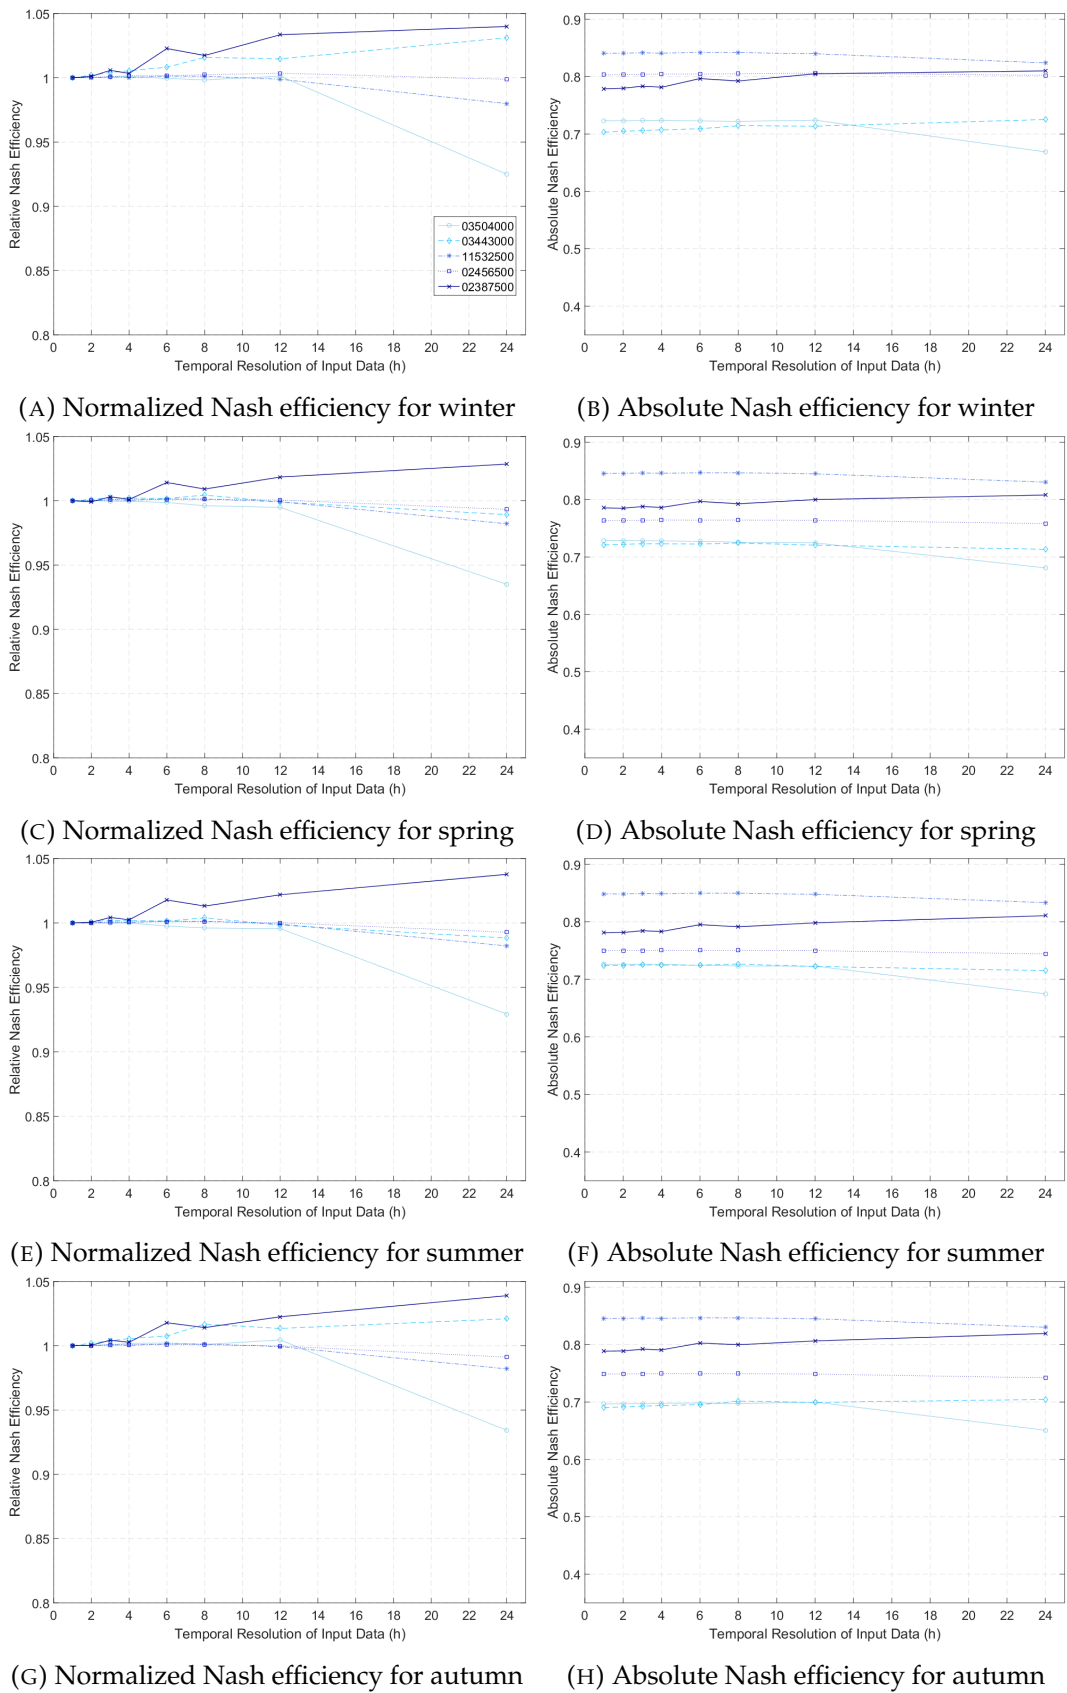 1.05
1
0.95
0.9
0.85
0.8
Relative Nash Efficiency
03504000
03443000
11532500
02456500
02387500
0 2 4 6 8 10 12 14 16 18 20 22 24
Temporal Resolution of Input Data (h)
0.9
0.8
0.7
0.6
0.5
0.4
Absolute Nash Efficiency
0 2 4 6 8 10 12 14 16 18 20 22 24
Temporal Resolution of Input Data (h)
(A) Normalized Nash efficiency for winter
(B) Absolute Nash efficiency for winter
1.05
1
0.95
0.9
0.85
0.8
Relative Nash Efficiency
0 2 4 6 8 10 12 14 16 18 20 22 24
Temporal Resolution of Input Data (h)
0.9
0.8
0.7
0.6
0.5
0.4
Absolute Nash Efficiency
0 2 4 6 8 10 12 14 16 18 20 22 24
Temporal Resolution of Input Data (h)
(C) Normalized Nash efficiency for spring
(D) Absolute Nash efficiency for spring
1.05
1
0.95
0.9
0.85
0.8
Relative Nash Efficiency
0 2 4 6 8 10 12 14 16 18 20 22 24
Temporal Resolution of Input Data (h)
0.9
0.8
0.7
0.6
0.5
0.4
Absolute Nash Efficiency
0 2 4 6 8 10 12 14 16 18 20 22 24
Temporal Resolution of Input Data (h)
(E) Normalized Nash efficiency for summer
(F) Absolute Nash efficiency for summer
1.05
1
0.95
0.9
0.85
0.8
Relative Nash Efficiency
0 2 4 6 8 10 12 14 16 18 20 22 24
Temporal Resolution of Input Data (h)
0.9
0.8
0.7
0.6
0.5
0.4
Absolute Nash Efficiency
0 2 4 6 8 10 12 14 16 18 20 22 24
Temporal Resolution of Input Data (h)
(G) Normalized Nash efficiency for autumn
(H) Absolute Nash efficiency for autumn